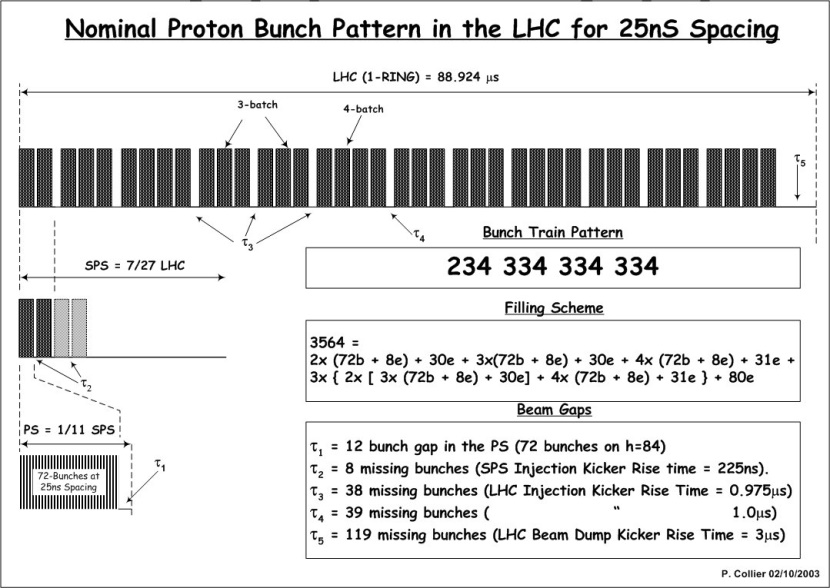 Nominal Proton Bunch Pattern in the LHC for 25nS Spacing
LHC (1-RING) = 88.924 μs
3-batch
4-batch
τ5
τ3
τ4
Bunch Train Pattern
234 334 334 334
SPS = 7/27 LHC
Filling Scheme
3564 =
2x (72b + 8e) + 30e + 3x(72b + 8e) + 30e + 4x (72b + 8e) + 31e +
3x { 2x [ 3x (72b + 8e) + 30e] + 4x (72b + 8e) + 31e } + 80e
τ2
Beam Gaps
PS = 1/11 SPS
τ1
72-Bunches at
25ns Spacing
τ1 = 12 bunch gap in the PS (72 bunches on h=84)
τ2 = 8 missing bunches (SPS Injection Kicker Rise time = 225ns).
τ3 = 38 missing bunches (LHC Injection Kicker Rise Time = 0.975μs)
τ4 = 39 missing bunches ( " 1.0μs)
τ5 = 119 missing bunches (LHC Beam Dump Kicker Rise Time = 3μs)
P. Collier 02/10/2003